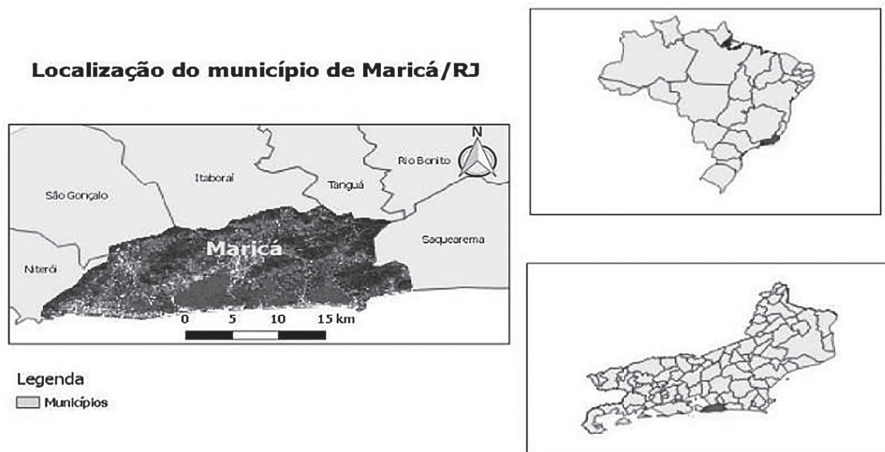 Localização do município de Maricá/RJ
N
Rio Bonito
Itaboraí
Tanguá
São Gonçalo
Maricá
Saquarema
Niterói
0 5 10 15 km
Legenda
Municípios